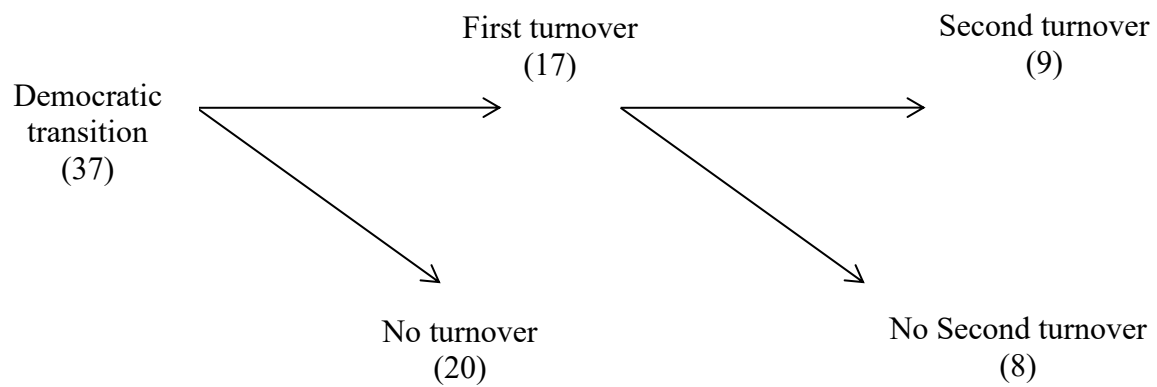 First turnover
(17)
Second turnover
(9)
Democratic
transition
(37)
No turnover
(20)
No Second turnover
(8)